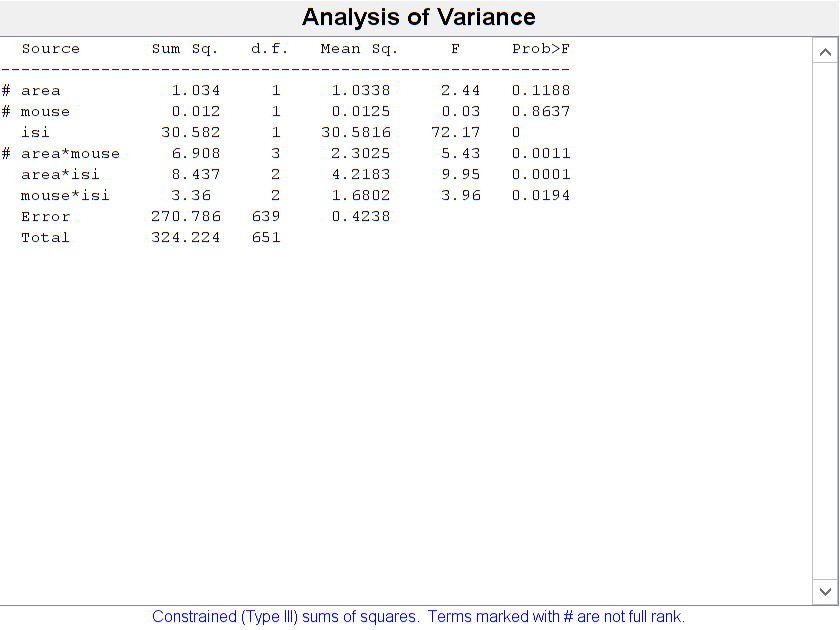 Analysis of Variance
Source Sum Sq. d.f. Mean Sq. F Prob>F
--------------------------------------------------------
# area 1.034 1 1.0338 2.44 0.1188
# mouse 0.012 1 0.0125 0.03 0.8637
isi 30.582 1 30.5816 72.17 0
# area*mouse 6.908 3 2.3025 5.43 0.0011
area*isi 8.437 2 4.2183 9.95 0.0001
mouse*isi 3.36 2 1.6802 3.96 0.0194
Error 270.786 639 0.4238
Total 324.224 651
Constrained (Type III) sums of squares. Terms marked with # are not full rank.